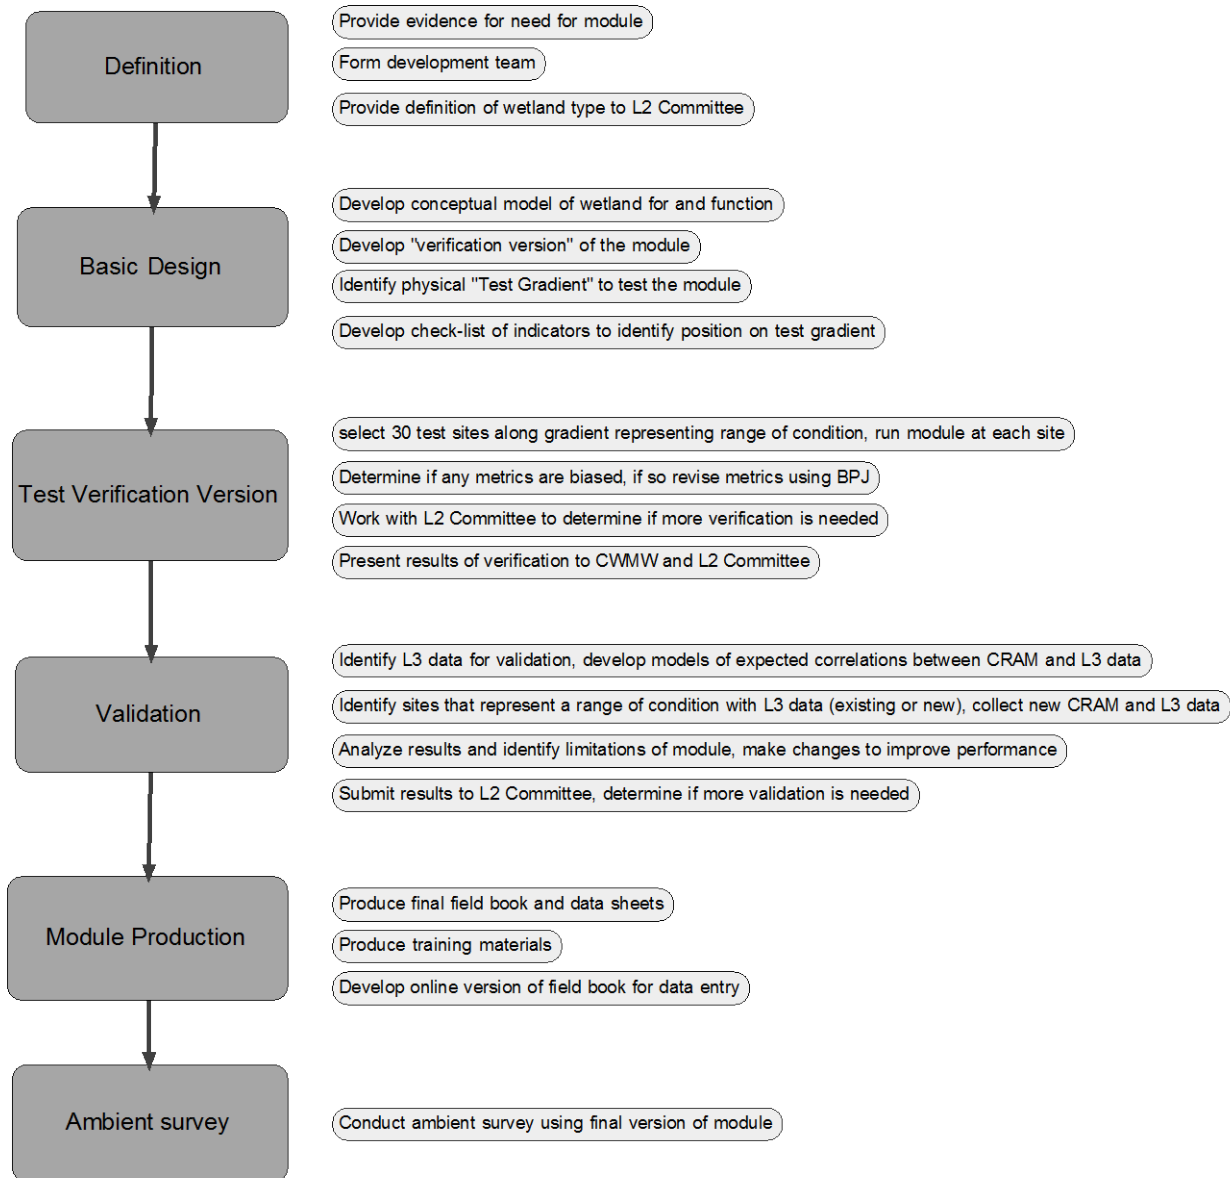 Definition
Provide evidence for need for module
Form development team
Provide definition of wetland type to L2 Committee
Basic Design
Develop conceptual model of wetland for and function
Develop "verification version" of the module
Identify physical "Test Gradient" to test the module
Develop check-list of indicators to identify position on test gradient
Test Verification Version
select 30 test sites along gradient representing range of condition, run module at each site
Determine if any metrics are biased, if so revise metrics using BPJ
Work with L2 Committee to determine if more verification is needed
Present results of verification to CWMW and L2 Committee
Validation
Identify L3 data for validation, develop models of expected correlations between CRAM and L3 data
Identify sites that represent a range of condition with L3 data (existing or new), collect new CRAM and L3 data
Analyze results and identify limitations of module, make changes to improve performance
Submit results to L2 Committee, determine if more validation is needed
Module Production
Produce final field book and data sheets
Produce training materials
Develop online version of field book for data entry
Ambient survey
Conduct ambient survey using final version of module